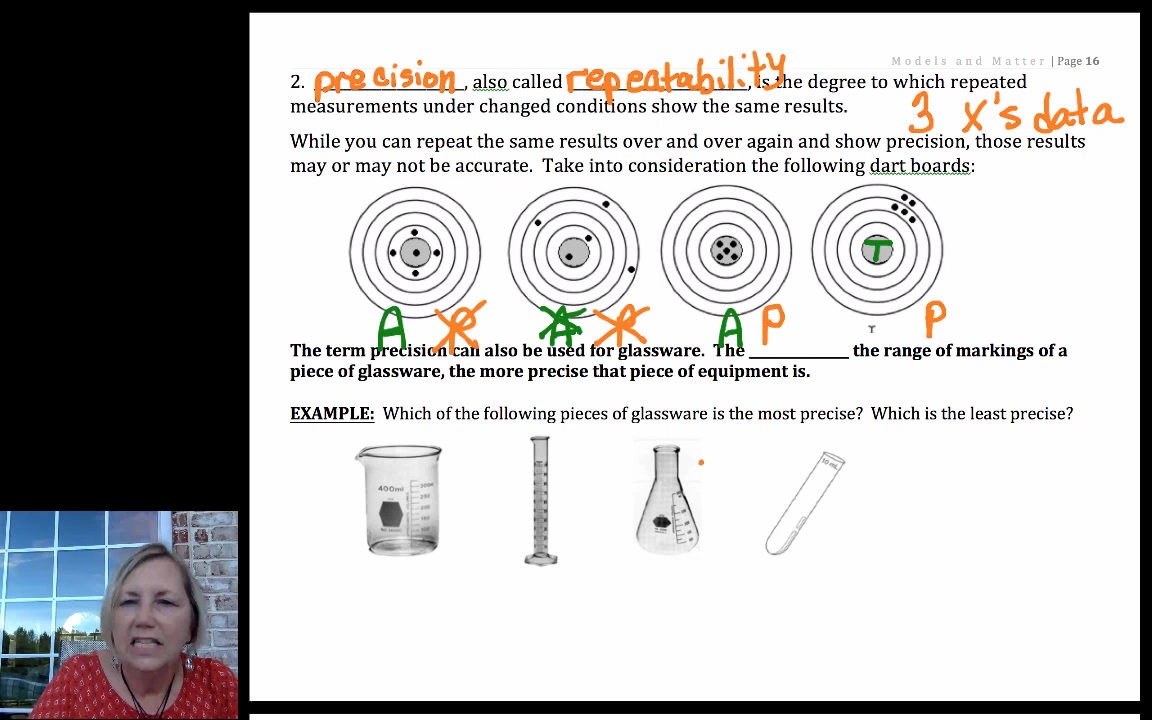 Models and Matter | Page 16
2. precision, also called repeatability, is the degree to which repeated
measurements under changed conditions show the same results.
3 x's data
While you can repeat the same results over and over again and show precision, those results
may or may not be accurate. Take into consideration the following dart boards:
T
A P A P A P P
T
The term precision can also be used for glassware. The __________ the range of markings of a
piece of glassware, the more precise that piece of equipment is.
EXAMPLE: Which of the following pieces of glassware is the most precise? Which is the least precise?
400ml
10 mL